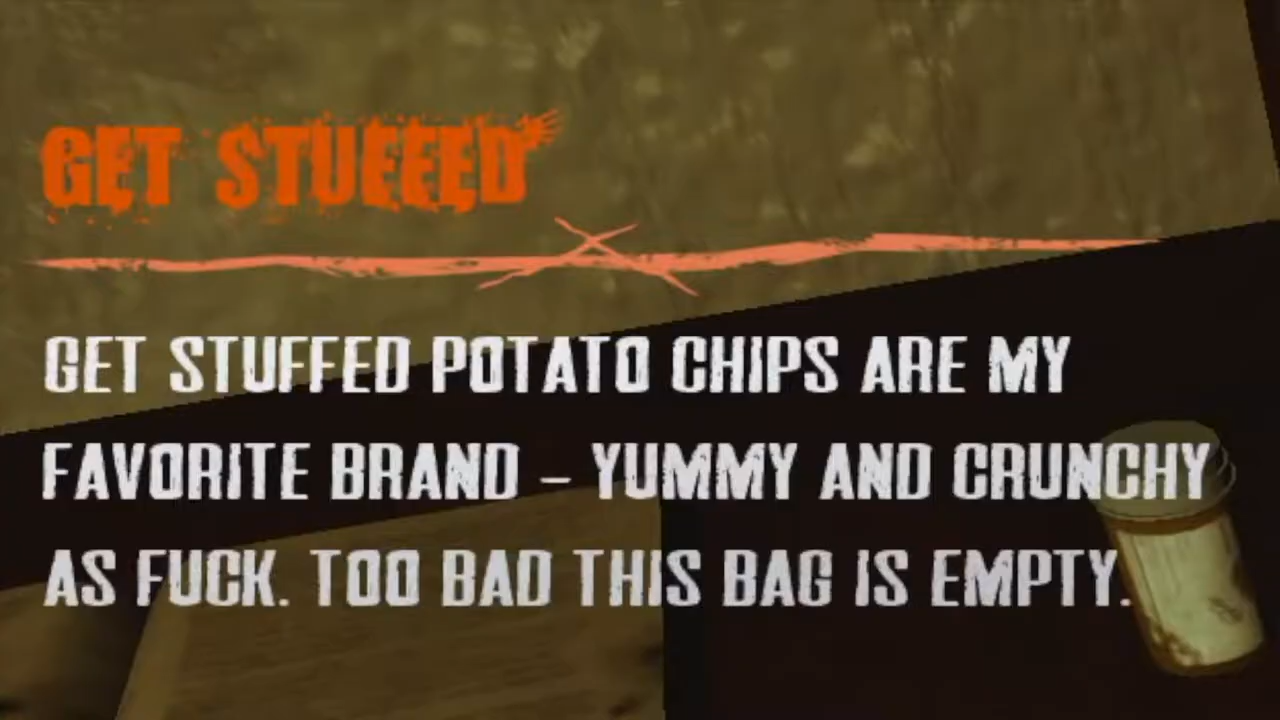 GET STUFFED
GET STUFFED POTATO CHIPS ARE MY
FAVORITE BRAND – YUMMY AND CRUNCHY
AS FUCK. TOO BAD THIS BAG IS EMPTY.